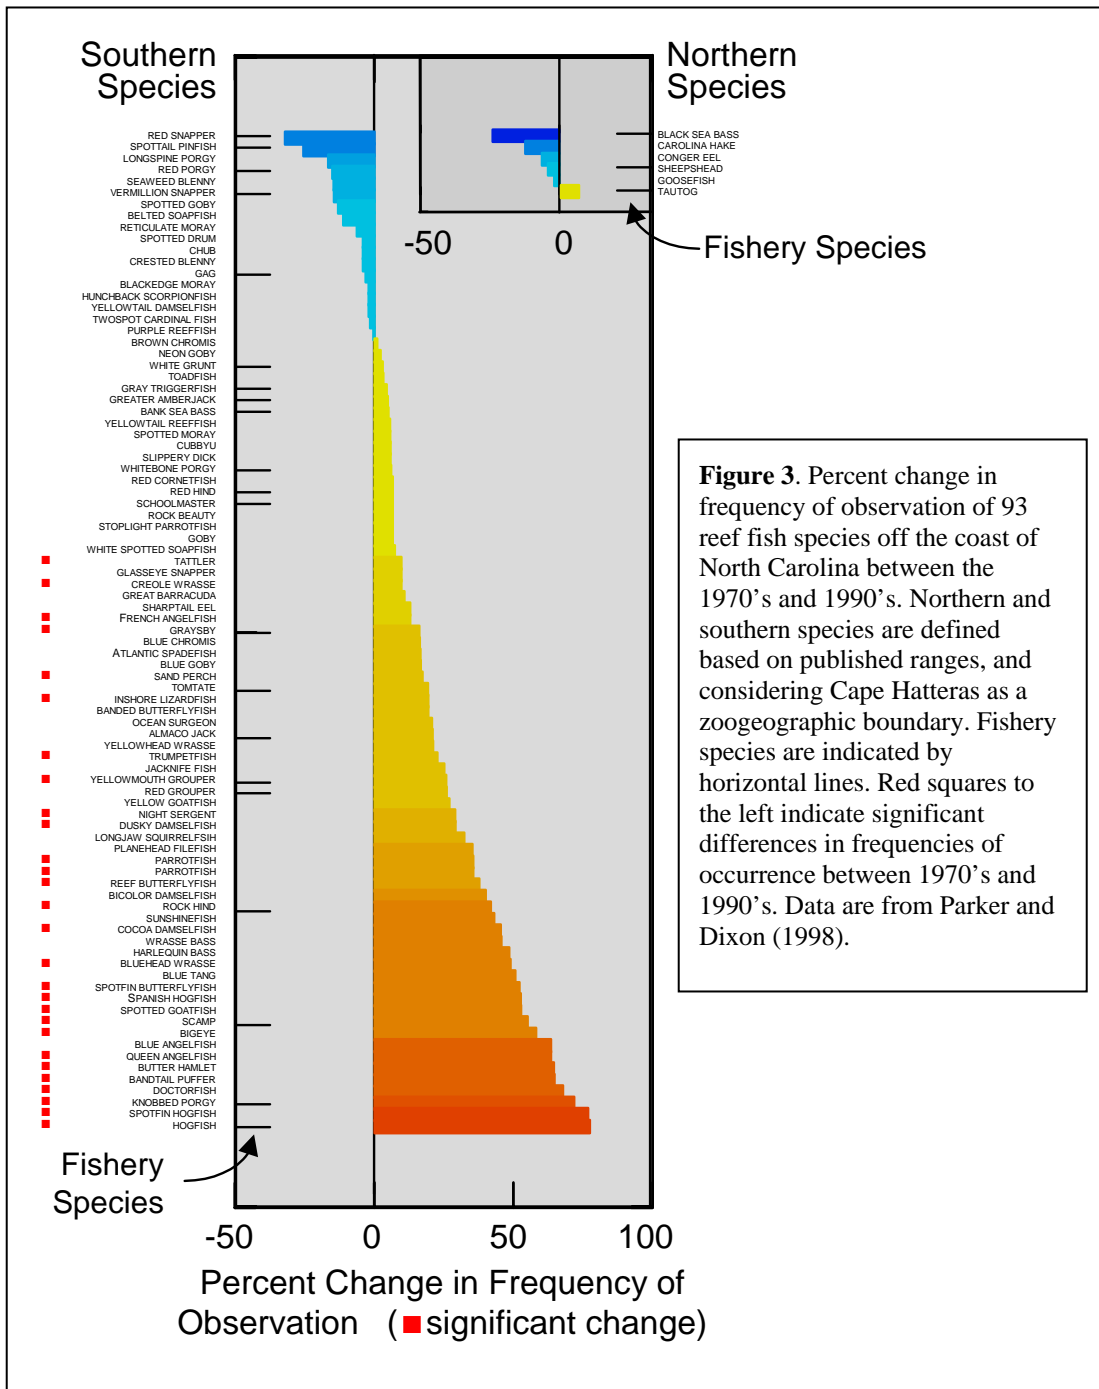 Southern
Species
Northern
Species
RED SNAPPER
SPOTTAIL PINFISH
LONGSPINE PORGY
RED PORGY
SEAWEED BLENNY
VERMILLION SNAPPER
SPOTTED GOBY
BELTED SOAPFISH
RETICULATE MORAY
SPOTTED DRUM
CHUB
CRESTED BLENNY
GAG
BLACKEDGE MORAY
HUNCHBACK SCORPIONFISH
YELLOWTAIL DAMSELFISH
TWOSPOT CARDINAL FISH
PURPLE REEFFISH
BROWN CHROMIS
NEON GOBY
WHITE GRUNT
TOADFISH
GRAY TRIGGERFISH
GREATER AMBERJACK
BANK SEA BASS
YELLOWTAIL REEFFISH
SPOTTED MORAY
CUBBYU
SLIPPERY DICK
WHITEBONE PORGY
RED CORNETFISH
RED HIND
SCHOOLMASTER
ROCK BEAUTY
STOPLIGHT PARROTFISH
GOBY
WHITE SPOTTED SOAPFISH
TATTLER
GLASSEYE SNAPPER
CREOLE WRASSE
GREAT BARRACUDA
SHARPTAIL EEL
FRENCH ANGELFISH
GRAYSBY
BLUE CHROMIS
ATLANTIC SPADEFISH
BLUE GOBY
SAND PERCH
TOMTATE
INSHORE LIZARDFISH
BANDED BUTTERFLYFISH
OCEAN SURGEON
ALMACO JACK
YELLOWHEAD WRASSE
TRUMPETFISH
JACKNIFE FISH
YELLOWMOUTH GROUPER
RED GROUPER
YELLOW GOATFISH
NIGHT SERGENT
DUSKY DAMSELFISH
LONGJAW SQUIRRELFSIH
PLANEHEAD FILEFISH
PARROTFISH
PARROTFISH
REEF BUTTERFLYFISH
BICOLOR DAMSELFISH
ROCK HIND
SUNSHINEFISH
COCOA DAMSELFISH
WRASSE BASS
HARLEQUIN BASS
BLUEHEAD WRASSE
BLUE TANG
SPOTFIN BUTTERFLYFISH
SPANISH HOGFISH
SPOTTED GOATFISH
SCAMP
BIGEYE
BLUE ANGELFISH
QUEEN ANGELFISH
BUTTER HAMLET
BANDTAIL PUFFER
DOCTORFISH
KNOBBED PORGY
SPOTFIN HOGFISH
HOGFISH
BLACK SEA BASS
CAROLINA HAKE
CONGER EEL
SHEEPSHEAD
GOOSEFISH
TAUTOG
-50 0
Fishery Species
Figure 3. Percent change in
frequency of observation of 93
reef fish species off the coast of
North Carolina between the
1970's and 1990's. Northern and
southern species are defined
based on published ranges, and
considering Cape Hatteras as a
zoogeographic boundary. Fishery
species are indicated by
horizontal lines. Red squares to
the left indicate significant
differences in frequencies of
occurrence between 1970's and
1990's. Data are from Parker and
Dixon (1998).
Fishery
Species
-50 0 50 100
Percent Change in Frequency of
Observation (■significant change)